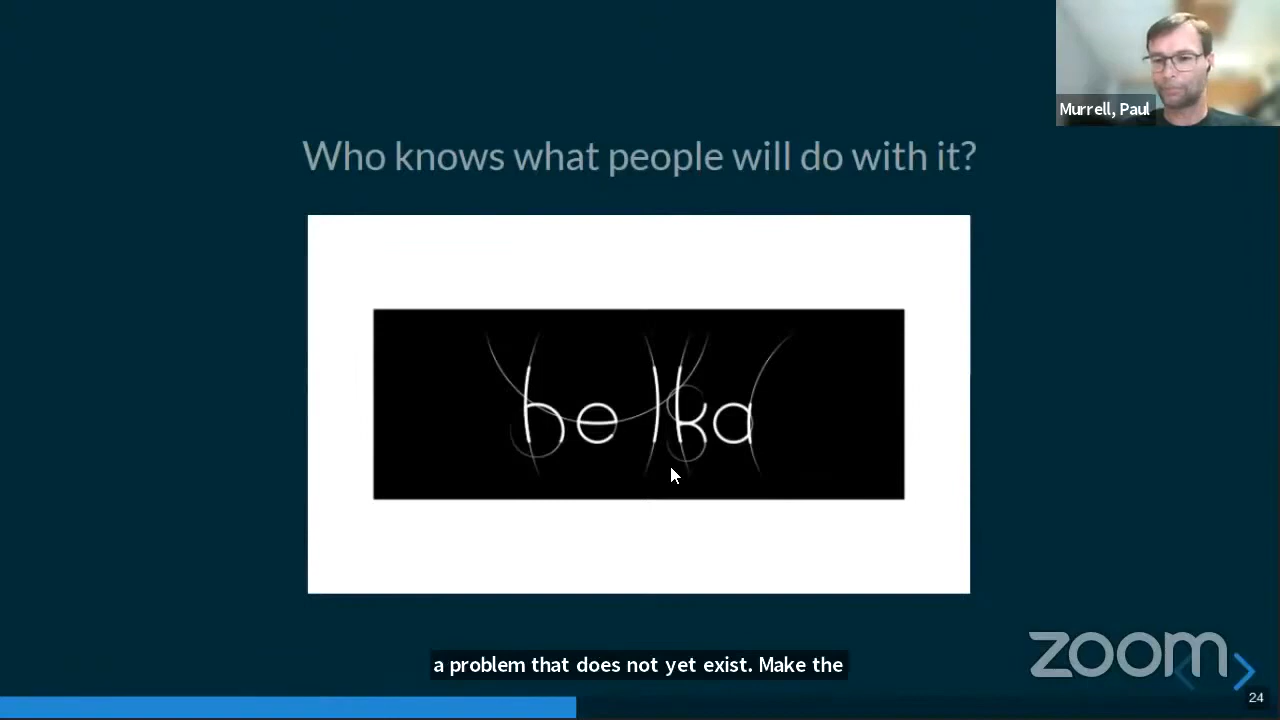 Murrell, Paul
Who knows what people will do with it?
belka
a problem that does not yet exist. Make the
zoom
24